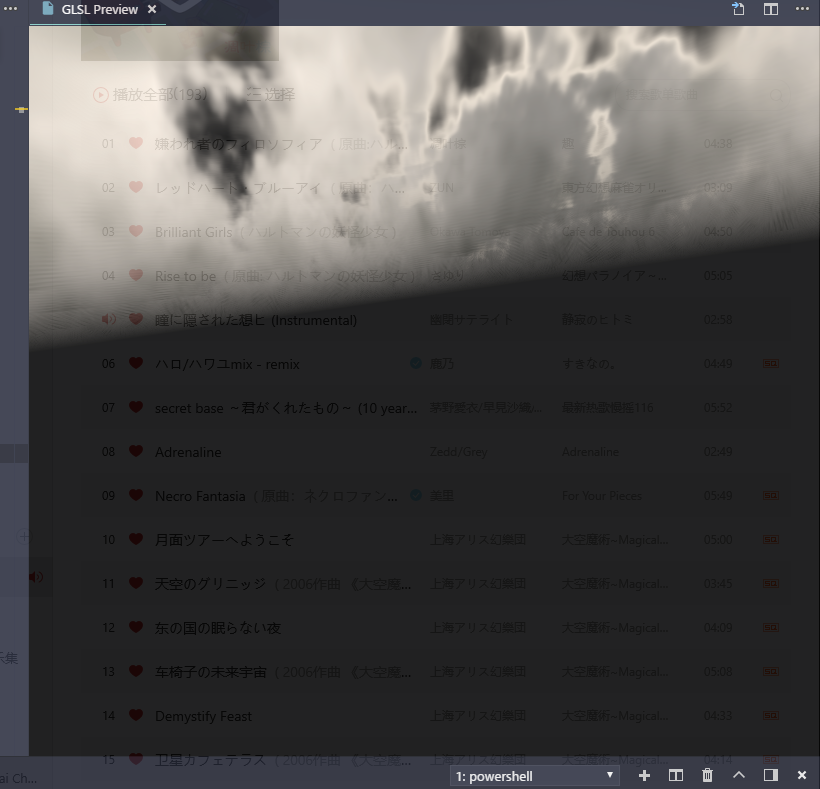 GLSL Preview
播放全部(193) 选择
01 嫌われ者のフィロソフィア（原曲:ハル... 04:38
02 レッドハート・ブルーアイ（原曲：ハ... ZUN 東方幻想麻雀オリ... 03:09
03 Brilliant Girls（ハルトマンの妖怪少女） Café de Touhou 6 04:50
04 Rise to be（原曲:ハルトマンの妖怪少女） さゆり 幻想パラノイア -... 05:05
瞳に隠された想ヒ (Instrumental) 幽閉サテライト 静寂のヒトミ 02:58
06 ハロ/ハワユmix - remix 鹿乃 すきなの。 04:49
07 secret base ～君がくれたもの～ (10 year... 茅野愛衣/早見沙織... 最新热歌慢摇116 05:52
08 Adrenaline Zedd/Grey Adrenaline 02:49
09 Necro Fantasia（原曲：ネクロファン... 美里 For Your Pieces 05:49
10 月面ツアーへようこそ 上海アリス幻樂団 大空魔術~Magical... 05:00
11 天空のグリニッジ（2006作曲 《大空魔... 上海アリス幻樂団 大空魔術~Magical... 03:45
12 东の国の眠らない夜 上海アリス幻樂団 大空魔術~Magical... 04:09
13 车椅子の未来宇宙（2006作曲 《大空魔... 上海アリス幻樂団 大空魔術~Magical... 05:08
14 Demystify Feast 上海アリス幻樂団 大空魔術~Magical... 04:33
15 卫星カフェテラス（2006作曲 《大空魔... 上海アリス幻樂団 大空魔術~Magical... 04:14
乐集
ai Ch...
1: powershell